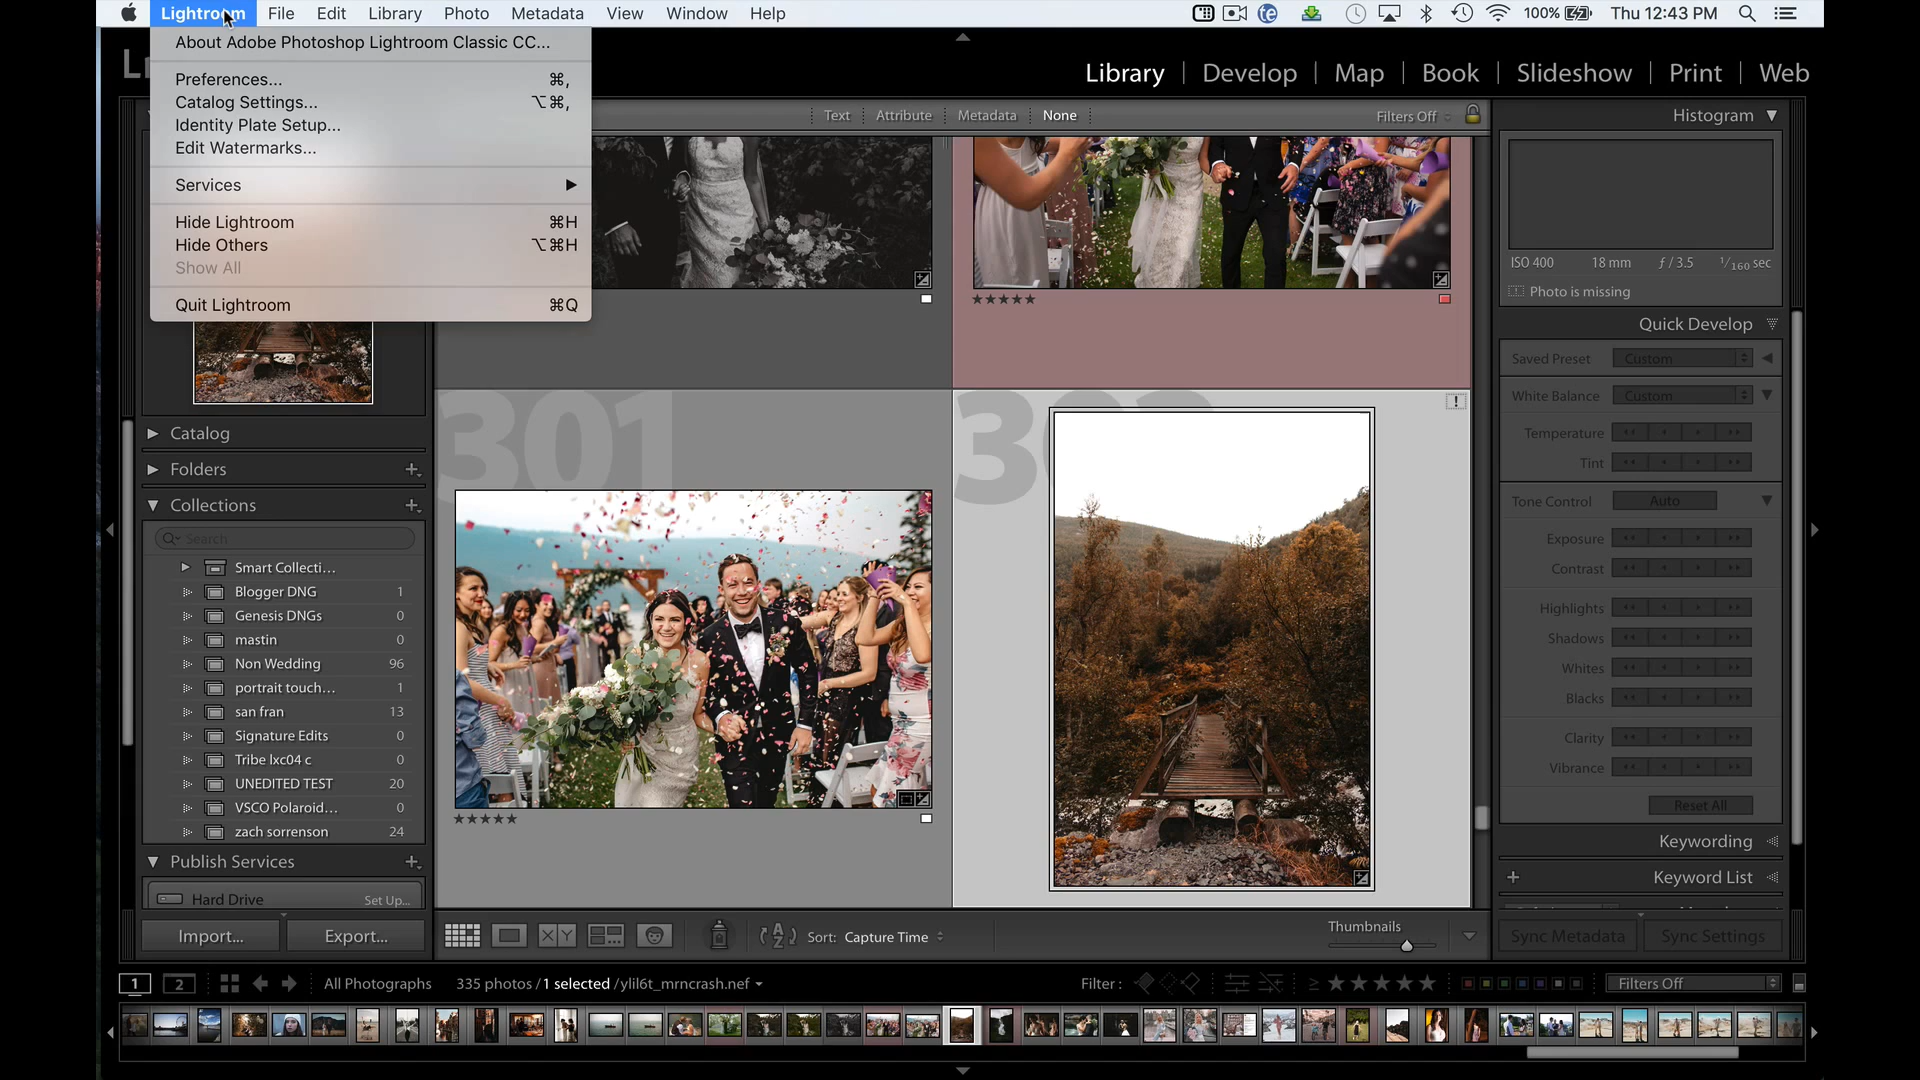 Lightroom File Edit Library Photo Metadata View Window Help 100% Thu 12:43 PM
About Adobe Photoshop Lightroom Classic CC...
Preferences... ⌘,
Catalog Settings... ⌥⌘,
Identity Plate Setup...
Edit Watermarks...
Services ▶
Hide Lightroom ⌘H
Hide Others ⌥⌘H
Show All
Quit Lightroom ⌘Q
Library | Develop | Map | Book | Slideshow | Print | Web
Text Attribute Metadata None Filters Off
301
Catalog
Folders
Collections
Search
Smart Collecti...
Blogger DNG 1
Genesis DNGs 0
mastin 0
Non Wedding 96
portrait touch... 1
san fran 13
Signature Edits 0
Tribe lxc04 c 0
UNEDITED TEST 20
VSCO Polaroid... 0
zach sorrenson 24
Publish Services
Hard Drive Set Up...
Import... Export...
Sort: Capture Time
Thumbnails
Histogram
ISO 400 18 mm ƒ / 3.5 1/160 sec
Photo is missing
Quick Develop
Saved Preset Custom
White Balance Custom
Temperature
Tint
Tone Control Auto
Exposure
Contrast
Highlights
Shadows
Whites
Blacks
Clarity
Vibrance
Reset All
Keywording
Keyword List
Sync Metadata Sync Settings
1 2 All Photographs 335 photos / 1 selected /ylil6t_mrncrash.nef Filter : Filters Off